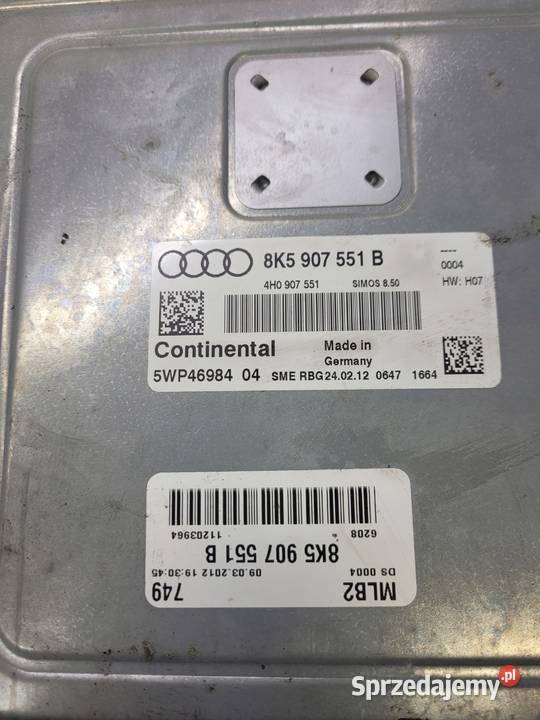 8K5 907 551 B
----
0004
4H0 907 551 SIMOS 8.50 HW: H07
Continental Made in
Germany
5WP46984 04 SME RBG24.02.12 0647 1664
MLB2 749
DS 0004 09.03.2012 19:30:45
8K5 907 551 B
6208 11203964
Sprzedajemy.pl